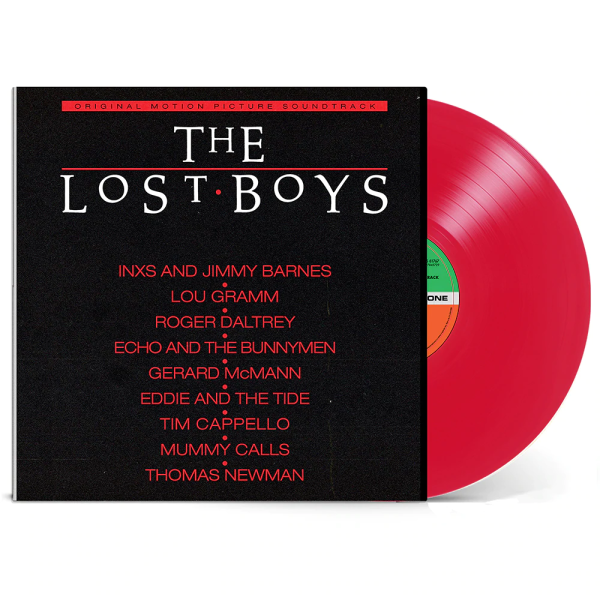 ORIGINAL MOTION PICTURE SOUNDTRACK
THE
LOST·BOYS
INXS AND JIMMY BARNES
•
LOU GRAMM
•
ROGER DALTREY
•
ECHO AND THE BUNNYMEN
•
GERARD McMANN
•
EDDIE AND THE TIDE
•
TIM CAPPELLO
•
MUMMY CALLS
•
THOMAS NEWMAN
ONE